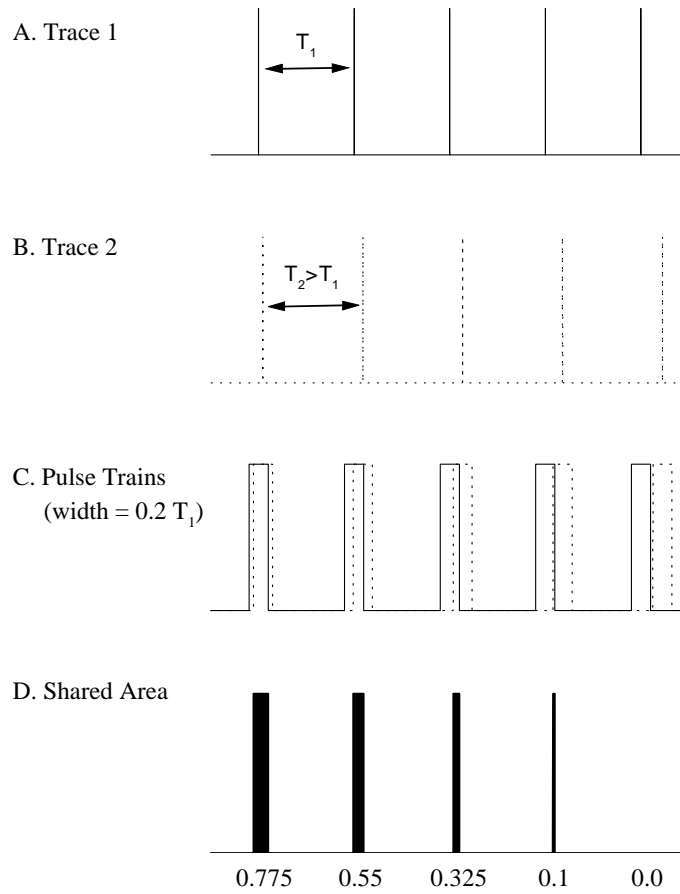 A. Trace 1
T1
B. Trace 2
T2>T1
C. Pulse Trains
(width = 0.2 T1)
D. Shared Area
0.775 0.55 0.325 0.1 0.0